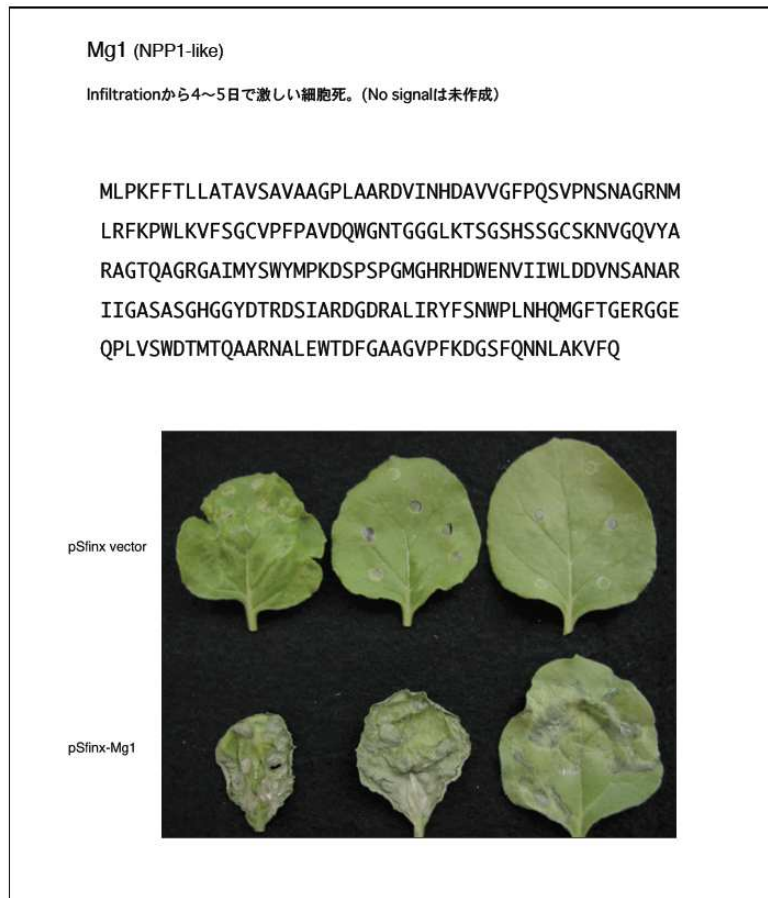 Mg1 (NPP1-like)
Infiltrationから4〜5日で激しい細胞死。(No signalは未作成)
MLPKFFTLLATAVSAVAAGPLAARDVINHDAVVGFPQSVPNSNAGRNM
LRFKPWLKVFSGCVPFPAVDQWGNTGGGLKTSGSHSSGCSKNVGQVYA
RAGTQAGRGAIMYSWYMPKDSPSPGMGHRHDWENVIIWLDDVNSANAR
IIGASASGHGGYDTRDSIARDGDRALIRYFSNWPLNHQMGFTGERGGE
QPLVSWDTMTQAARNALEWTDFGAAGVPFKDGSFQNNLAKVFQ
pSfinx vector
pSfinx-Mg1